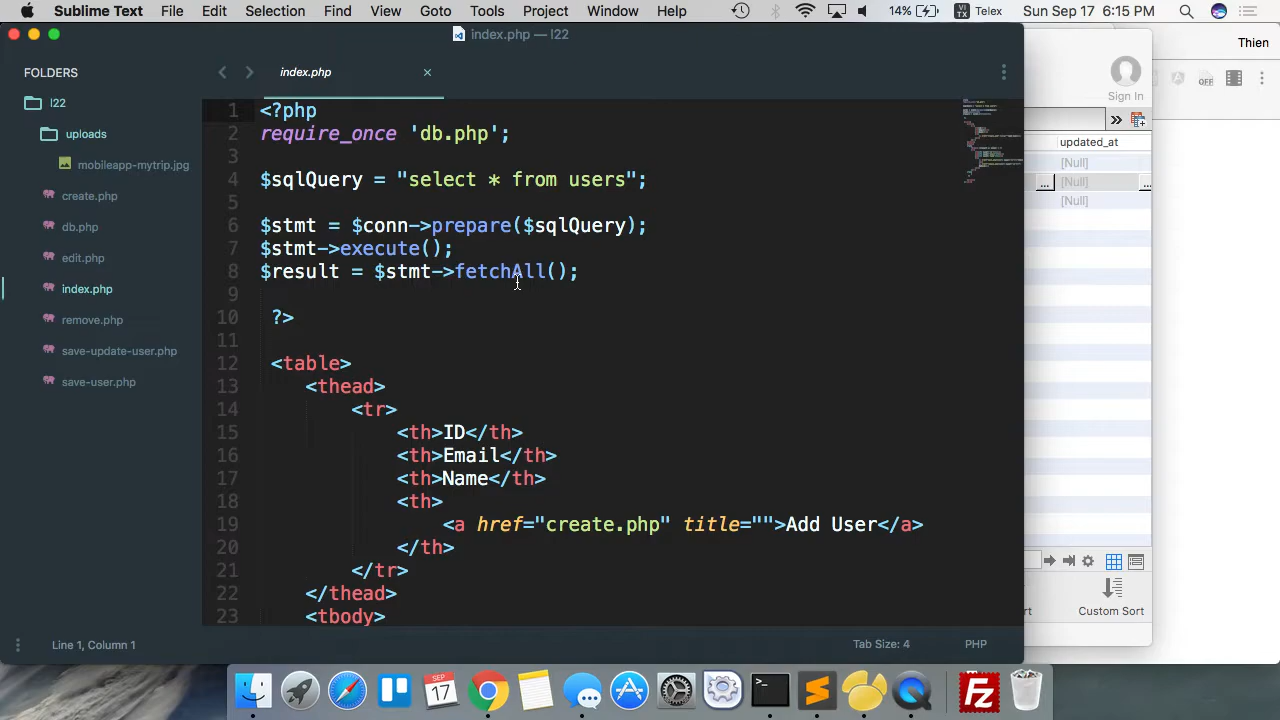 Sublime Text File Edit Selection Find View Goto Tools Project Window Help 14% VI TX Telex Sun Sep 17 6:15 PM
index.php — l22
Thien
FOLDERS
index.php
OFF
Sign In
l22
uploads
mobileapp-mytrip.jpg
create.php
db.php
edit.php
index.php
remove.php
save-update-user.php
save-user.php
1 <?php
2 require_once 'db.php';
3
4 $sqlQuery = "select * from users";
5
6 $stmt = $conn->prepare($sqlQuery);
7 $stmt->execute();
8 $result = $stmt->fetchAll();
9
10 ?>
11
12 <table>
13 <thead>
14 <tr>
15 <th>ID</th>
16 <th>Email</th>
17 <th>Name</th>
18 <th>
19 <a href="create.php" title="">Add User</a>
20 </th>
21 </tr>
22 </thead>
23 <tbody>
updated_at
[Null]
... [Null] ...
[Null]
Custom Sort
Line 1, Column 1 Tab Size: 4 PHP
SEP
17